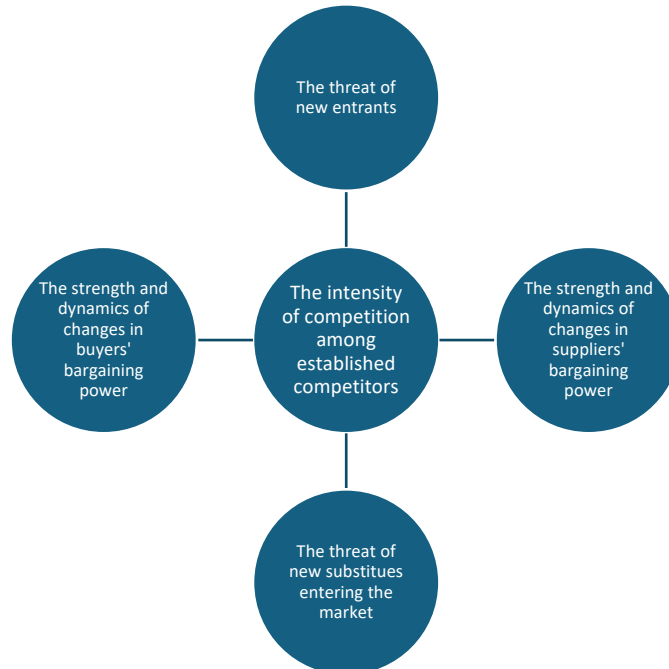 The threat of
new entrants
The strength and
dynamics of
changes in
buyers'
bargaining
power
The intensity
of competition
among
established
competitors
The strength and
dynamics of
changes in
suppliers'
bargaining
power
The threat of
new substitues
entering the
market